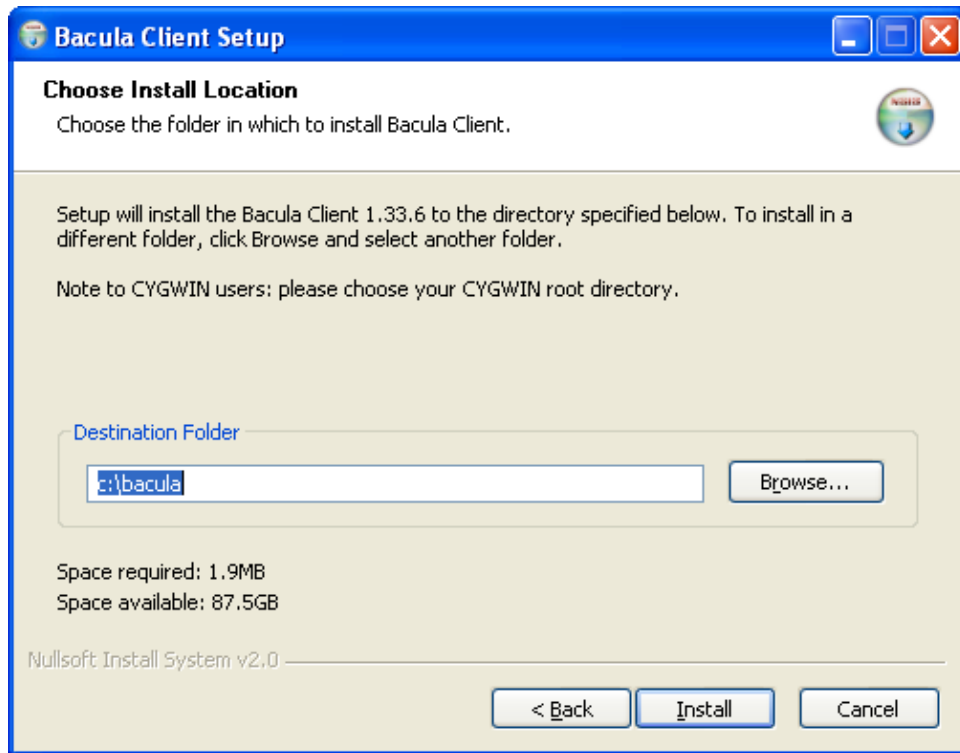 Bacula Client Setup
Choose Install Location
Choose the folder in which to install Bacula Client.
Setup will install the Bacula Client 1.33.6 to the directory specified below. To install in a
different folder, click Browse and select another folder.
Note to CYGWIN users: please choose your CYGWIN root directory.
Destination Folder
c:\bacula
Browse...
Space required: 1.9MB
Space available: 87.5GB
Nullsoft Install System v2.0
< Back
Install
Cancel